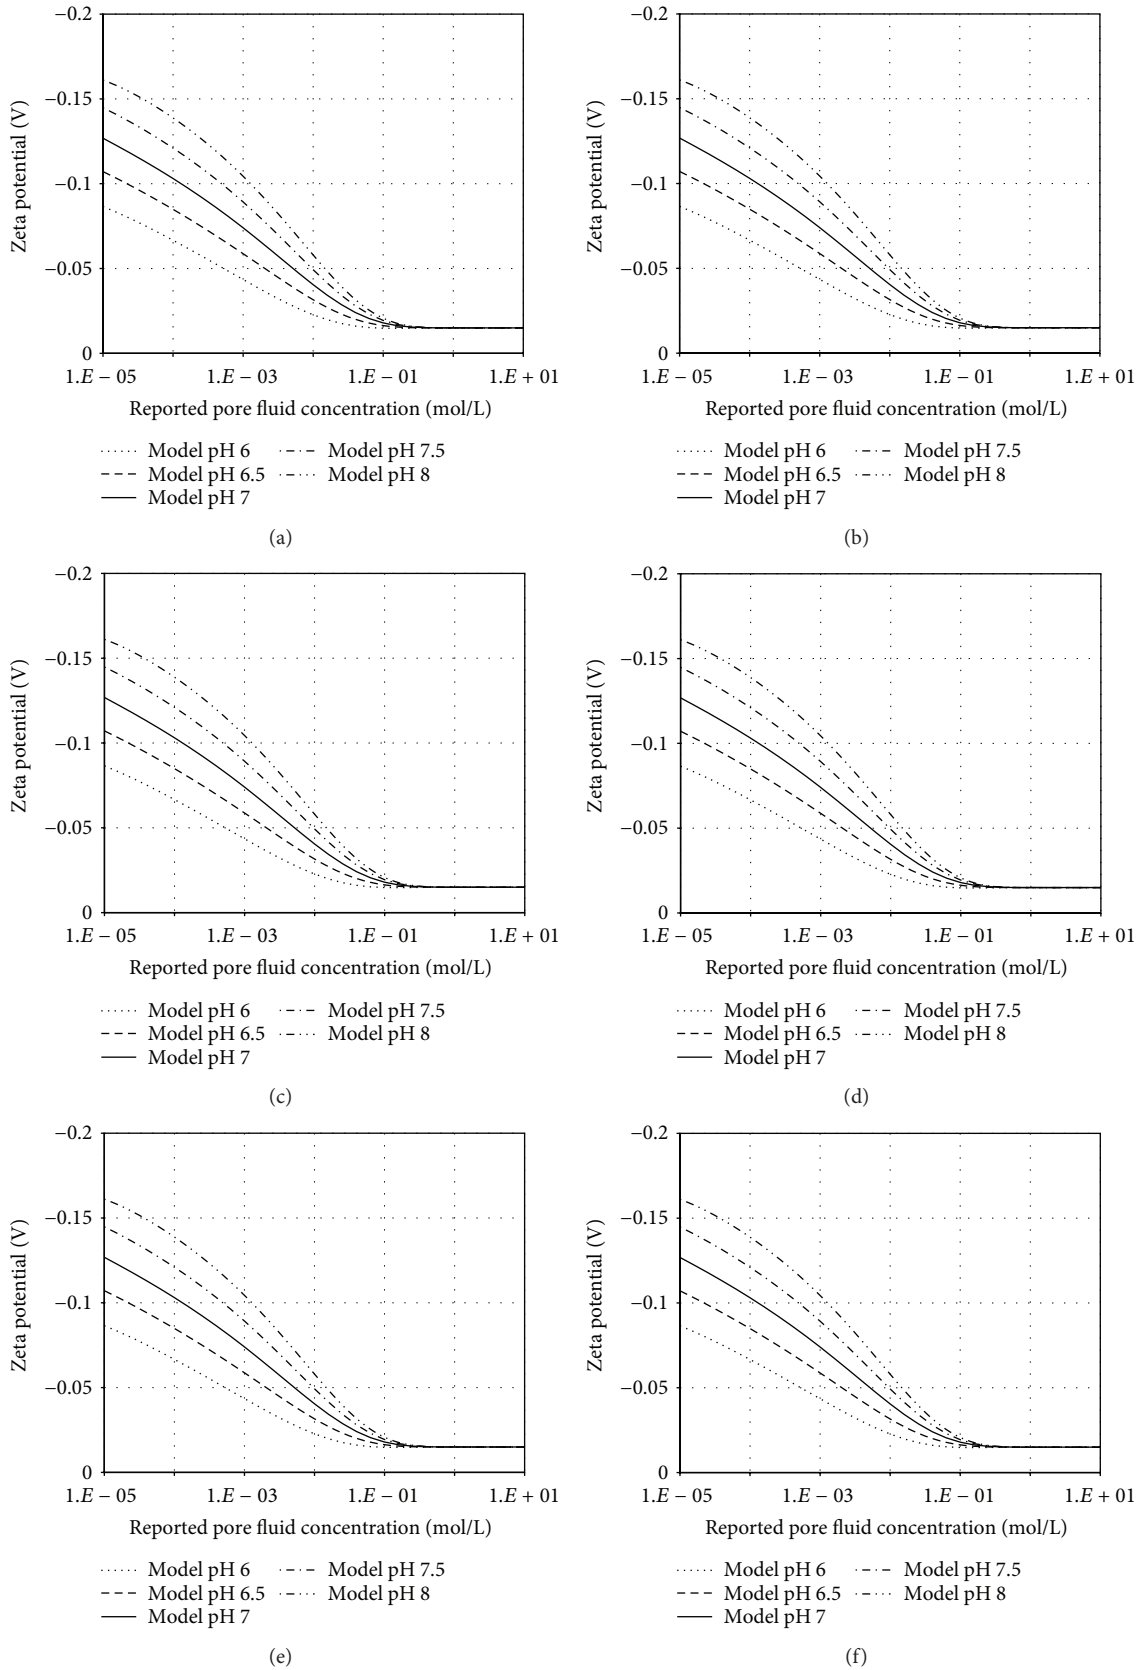 −0.2
−0.15
−0.1
−0.05
0
Zeta potential (V)
1.E − 05 1.E − 03 1.E − 01 1.E + 01
Reported pore fluid concentration (mol/L)
Model pH 6 Model pH 7.5
Model pH 6.5 Model pH 8
Model pH 7
(a)
−0.2
−0.15
−0.1
−0.05
0
Zeta potential (V)
1.E − 05 1.E − 03 1.E − 01 1.E + 01
Reported pore fluid concentration (mol/L)
Model pH 6 Model pH 7.5
Model pH 6.5 Model pH 8
Model pH 7
(b)
−0.2
−0.15
−0.1
−0.05
0
Zeta potential (V)
1.E − 05 1.E − 03 1.E − 01 1.E + 01
Reported pore fluid concentration (mol/L)
Model pH 6 Model pH 7.5
Model pH 6.5 Model pH 8
Model pH 7
(c)
−0.2
−0.15
−0.1
−0.05
0
Zeta potential (V)
1.E − 05 1.E − 03 1.E − 01 1.E + 01
Reported pore fluid concentration (mol/L)
Model pH 6 Model pH 7.5
Model pH 6.5 Model pH 8
Model pH 7
(d)
−0.2
−0.15
−0.1
−0.05
0
Zeta potential (V)
1.E − 05 1.E − 03 1.E − 01 1.E + 01
Reported pore fluid concentration (mol/L)
Model pH 6 Model pH 7.5
Model pH 6.5 Model pH 8
Model pH 7
(e)
−0.2
−0.15
−0.1
−0.05
0
Zeta potential (V)
1.E − 05 1.E − 03 1.E − 01 1.E + 01
Reported pore fluid concentration (mol/L)
Model pH 6 Model pH 7.5
Model pH 6.5 Model pH 8
Model pH 7
(f)